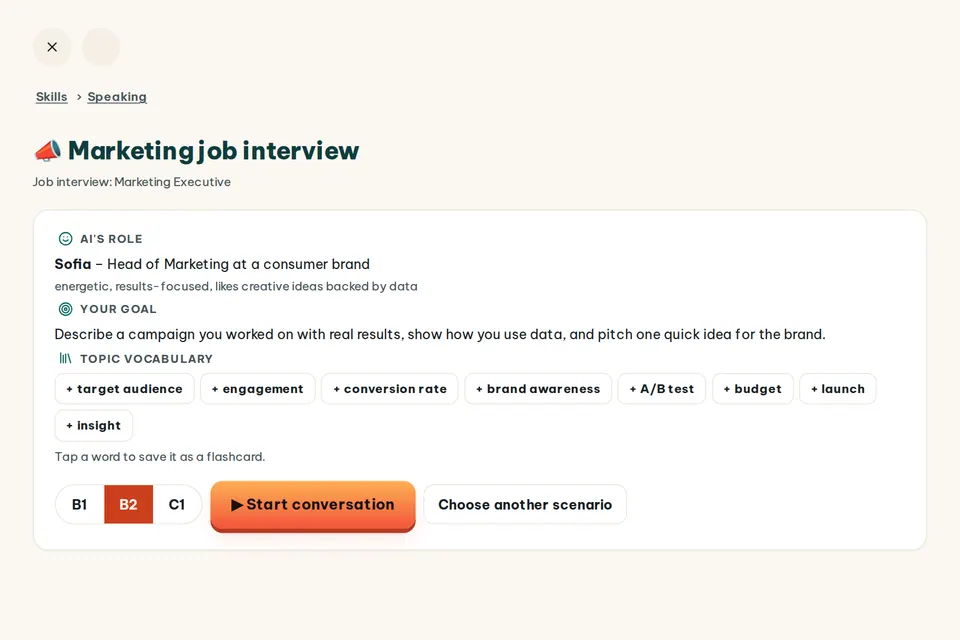 Skills › Speaking
📣 Marketing job interview
Job interview: Marketing Executive
AI'S ROLE
Sofia – Head of Marketing at a consumer brand
energetic, results-focused, likes creative ideas backed by data
YOUR GOAL
Describe a campaign you worked on with real results, show how you use data, and pitch one quick idea for the brand.
TOPIC VOCABULARY
+ target audience + engagement + conversion rate + brand awareness + A/B test + budget + launch
+ insight
Tap a word to save it as a flashcard.
B1 B2 C1 ▶ Start conversation Choose another scenario